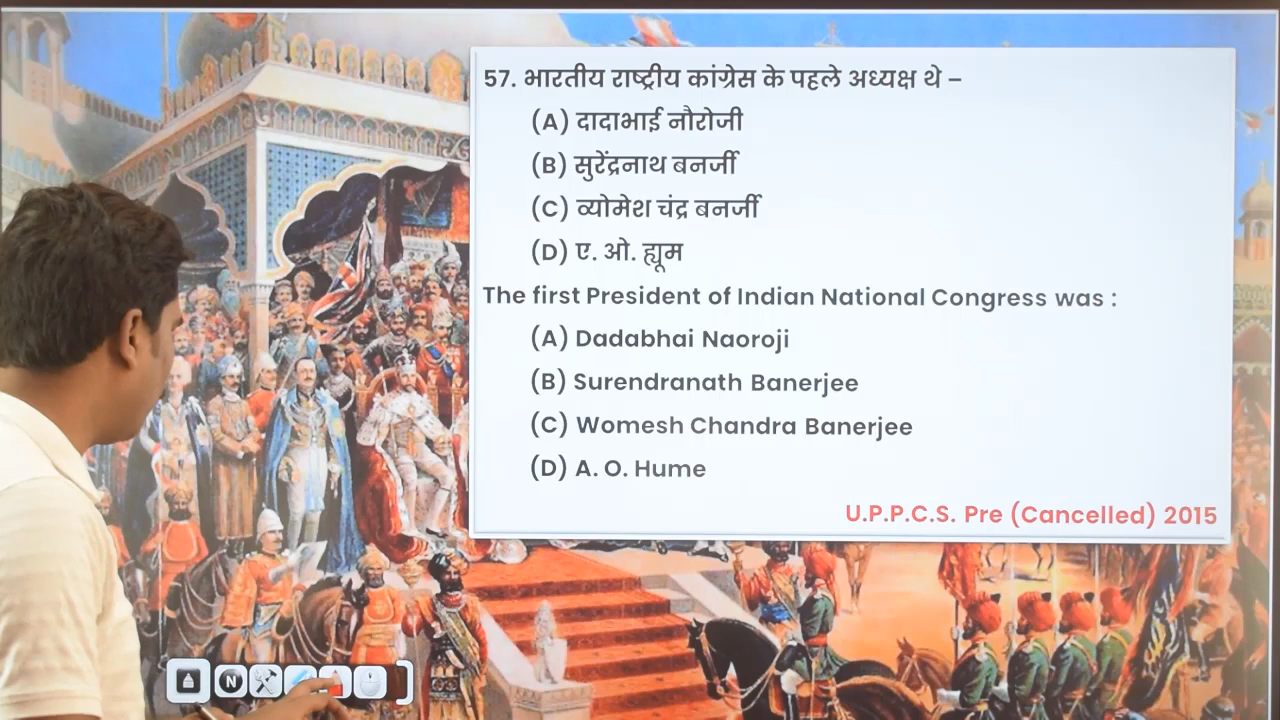 57. भारतीय राष्ट्रीय कांग्रेस के पहले अध्यक्ष थे –
(A) दादाभाई नौरोजी
(B) सुरेंद्रनाथ बनर्जी
(C) व्योमेश चंद्र बनर्जी
(D) ए. ओ. ह्यूम
The first President of Indian National Congress was :
(A) Dadabhai Naoroji
(B) Surendranath Banerjee
(C) Womesh Chandra Banerjee
(D) A. O. Hume
U.P.P.C.S. Pre (Cancelled) 2015
N